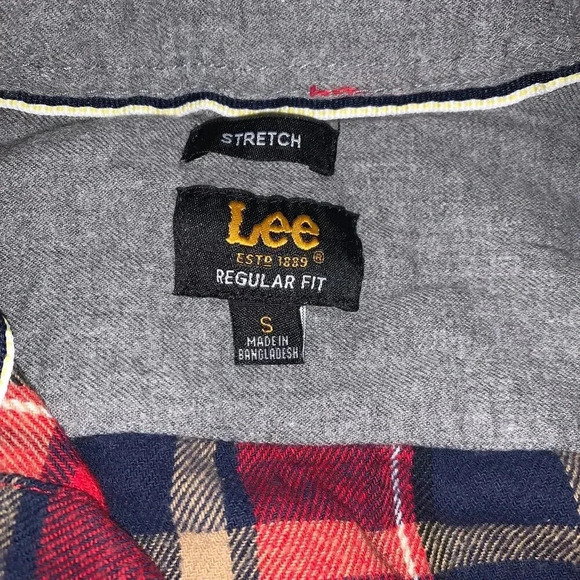 STRETCH
Lee
ESTD 1889 ®
REGULAR FIT
S
MADE IN
BANGLADESH